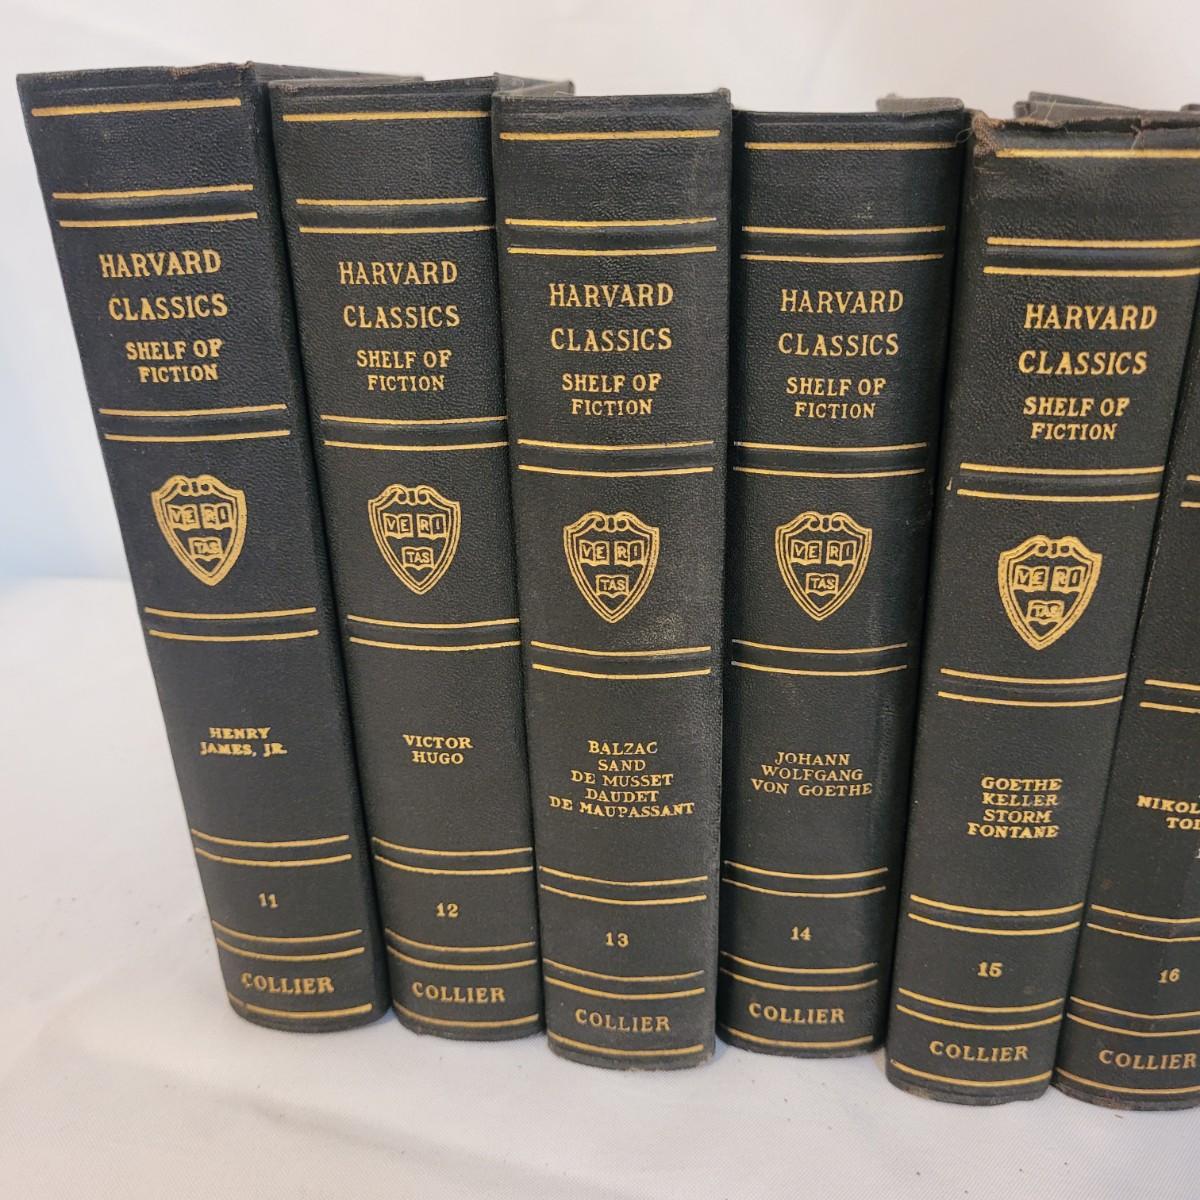 HARVARD
CLASSICS
SHELF OF
FICTION
VE RI
TAS
HENRY
JAMES, JR.
11
COLLIER
HARVARD
CLASSICS
SHELF OF
FICTION
VE RI
TAS
VICTOR
HUGO
12
COLLIER
HARVARD
CLASSICS
SHELF OF
FICTION
VE RI
TAS
BALZAC
SAND
DE MUSSET
DAUDET
DE MAUPASSANT
13
COLLIER
HARVARD
CLASSICS
SHELF OF
FICTION
VE RI
TAS
JOHANN
WOLFGANG
VON GOETHE
14
COLLIER
HARVARD
CLASSICS
SHELF OF
FICTION
VE RI
TAS
GOETHE
KELLER
STORM
FONTANE
15
COLLIER
16
COLLIER